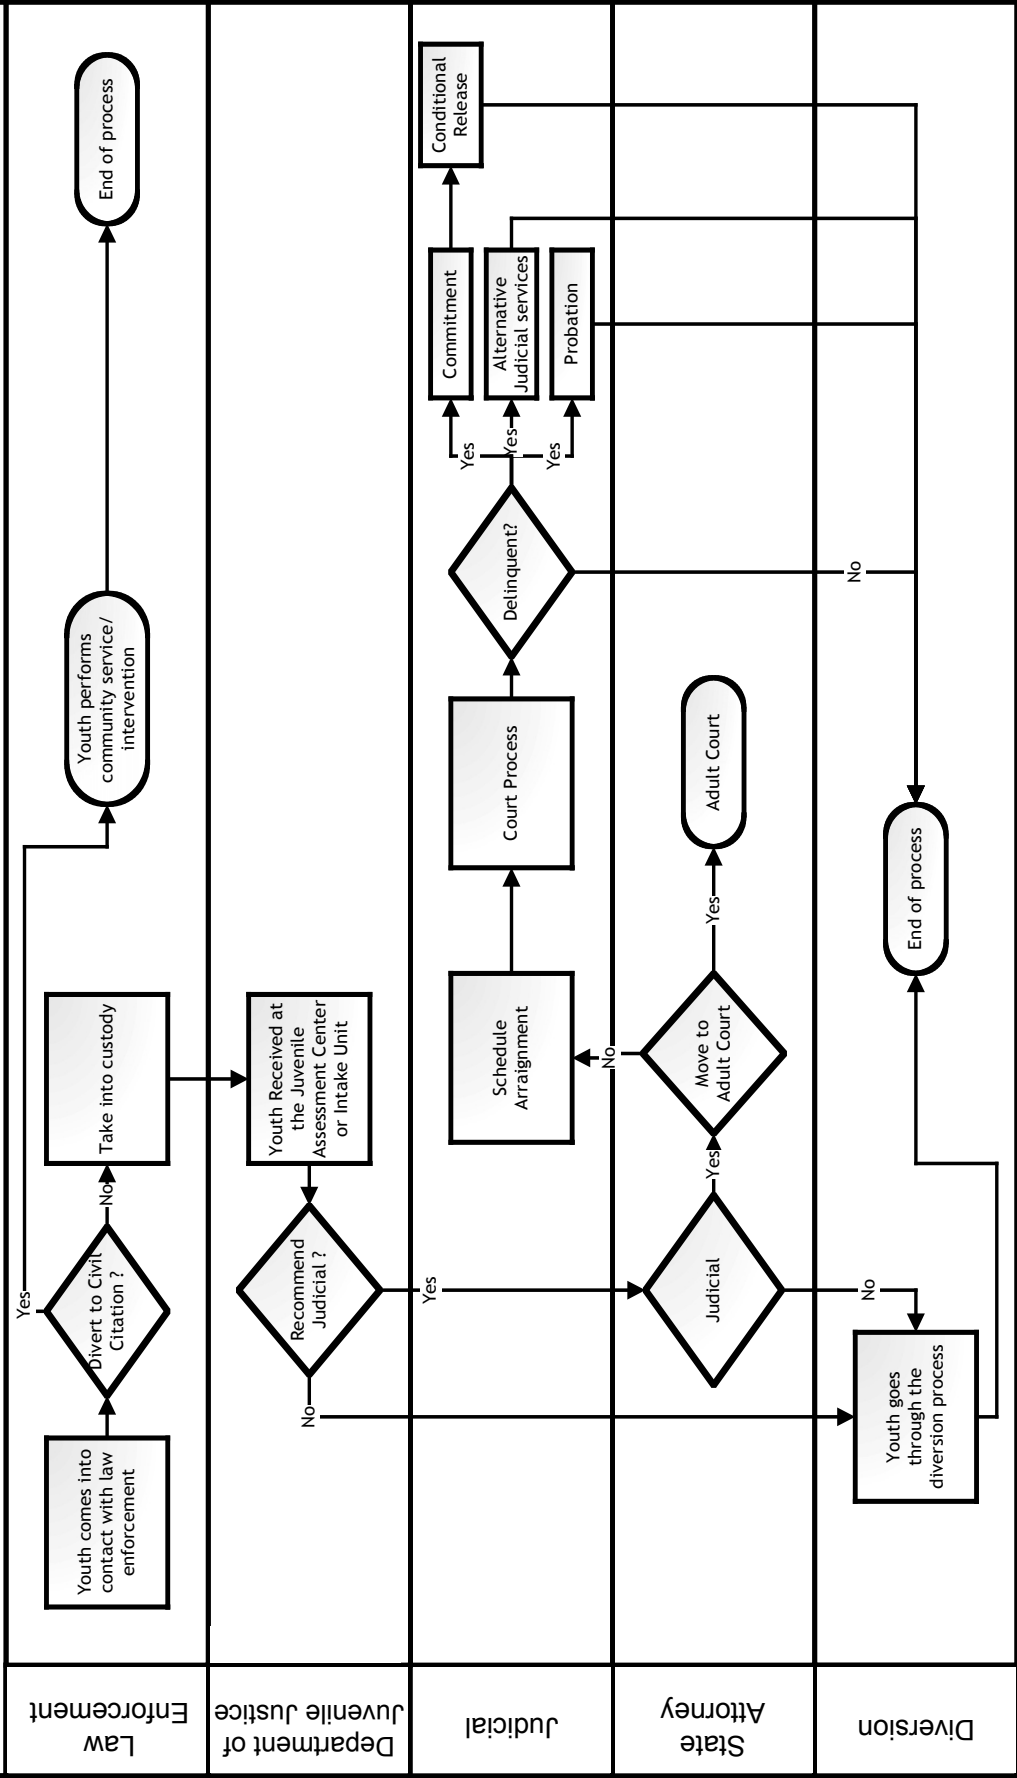 Law
Enforcement
Youth comes into
contact with law
enforcement
Divert to Civil
Citation ?
Yes
No
Take into custody
Youth performs
community service/
intervention
End of process
Department of
Juvenile Justice
Youth Received at
the Juvenile
Assessment Center
or Intake Unit
Recommend
Judicial ?
No
Yes
Judicial
Schedule
Arraignment
Court Process
Delinquent?
Yes
Yes
Yes
No
Commitment
Alternative
Judicial services
Probation
Conditional
Release
State
Attorney
Judicial
Yes
No
Move to
Adult Court
No
Yes
Adult Court
Diversion
Youth goes
through the
diversion process
End of process